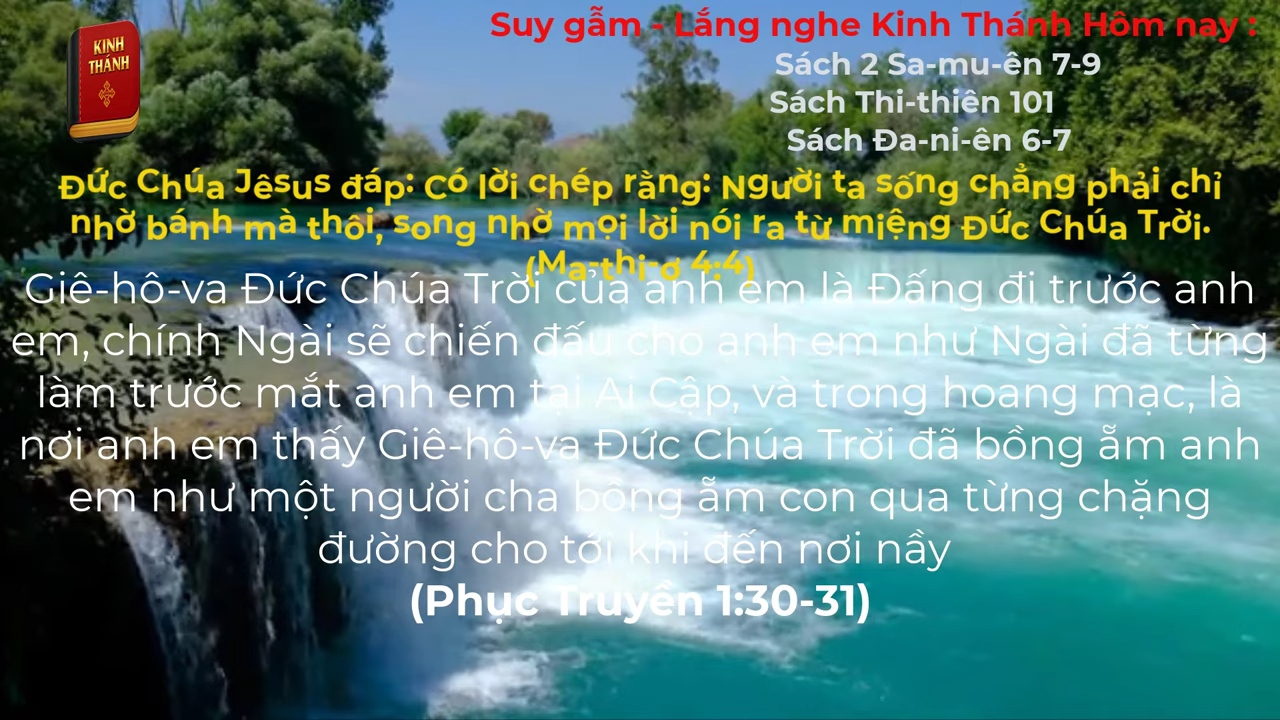 KINH
THÁNH
Suy gẫm - Lắng nghe Kinh Thánh Hôm nay :
Sách 2 Sa-mu-ên 7-9
Sách Thi-thiên 101
Sách Đa-ni-ên 6-7
Đức Chúa Jêsus đáp: Có lời chép rằng: Người ta sống chẳng phải chỉ
nhờ bánh mà thôi, song nhờ mọi lời nói ra từ miệng Đức Chúa Trời.
(Ma-thi-ơ 4:4)
Giê-hô-va Đức Chúa Trời của anh em là Đấng đi trước anh
em, chính Ngài sẽ chiến đấu cho anh em như Ngài đã từng
làm trước mắt anh em tại Ai Cập, và trong hoang mạc, là
nơi anh em thấy Giê-hô-va Đức Chúa Trời đã bồng ẵm anh
em như một người cha bồng ẵm con qua từng chặng
đường cho tới khi đến nơi nầy
(Phục Truyền 1:30-31)